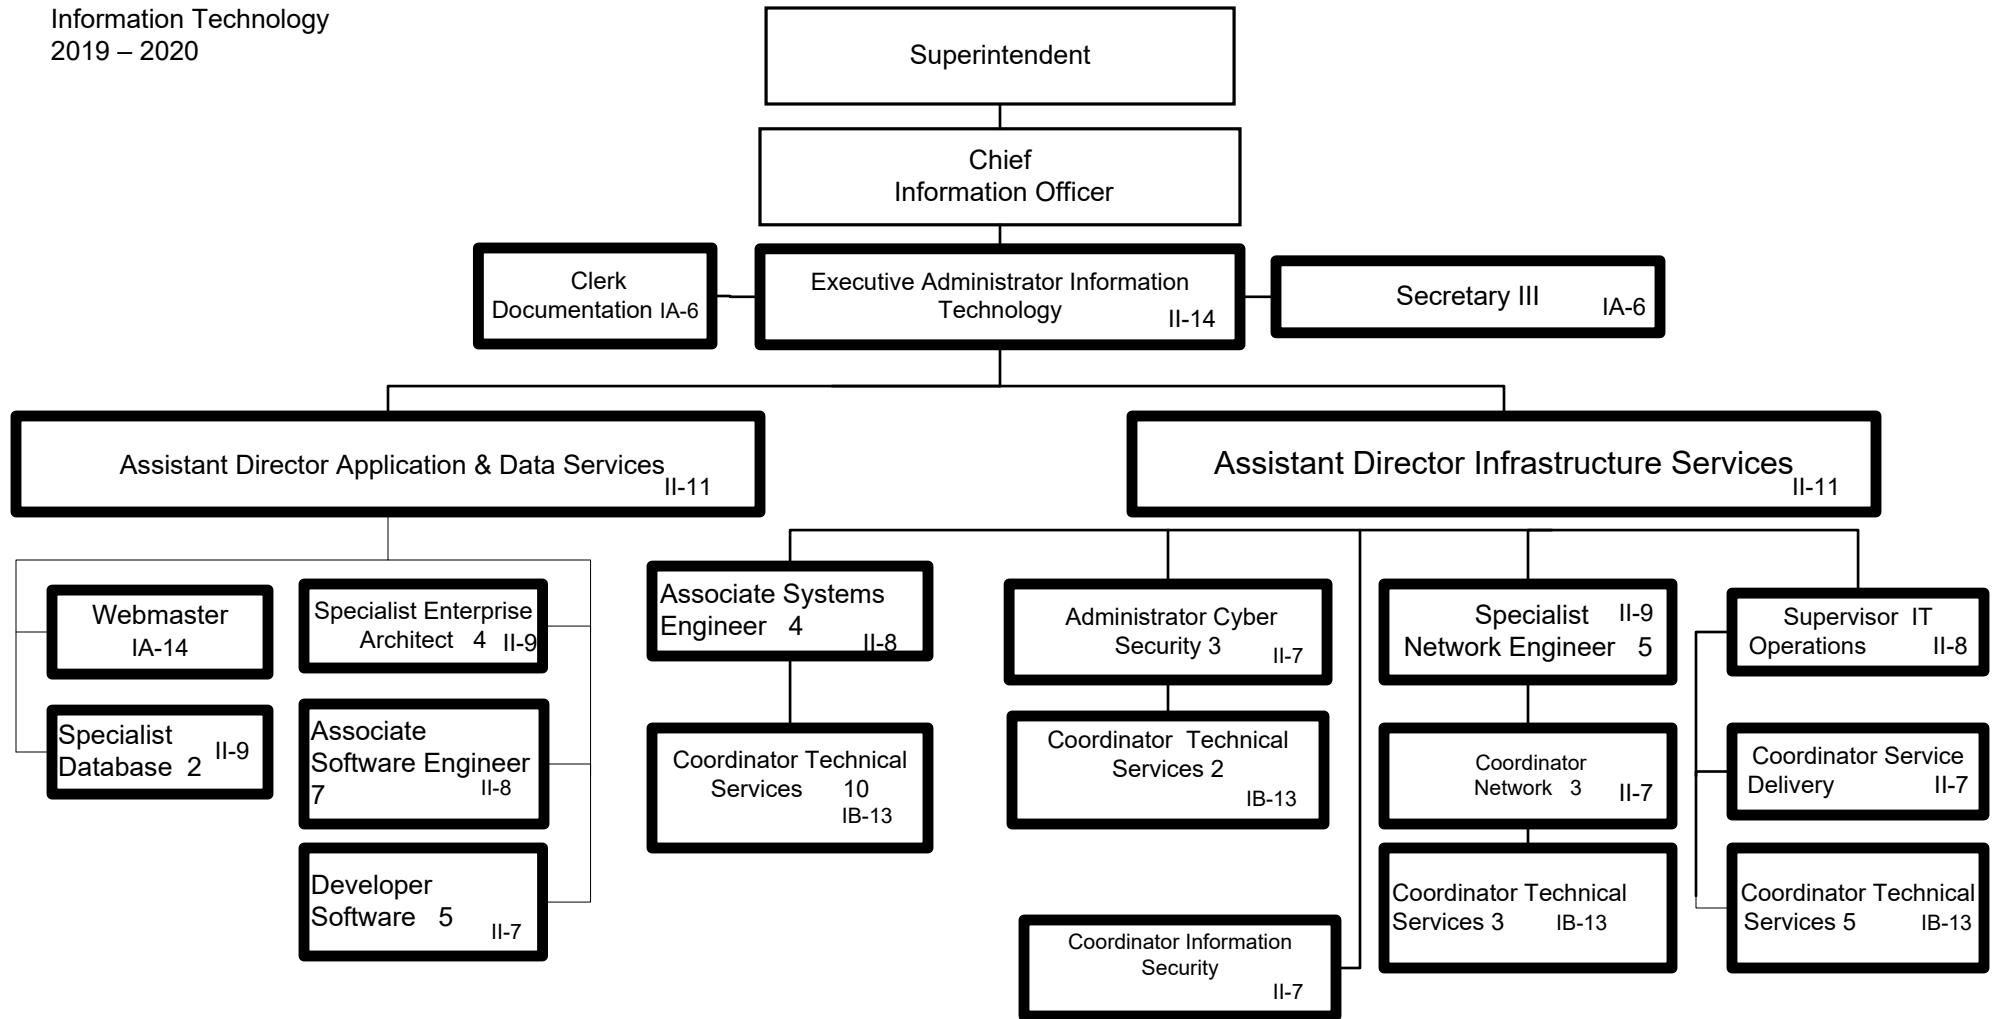 Information Technology
2019 – 2020
Superintendent
Chief
Information Officer
Clerk
Documentation IA-6
Executive Administrator Information
Technology
II-14
Secretary III
IA-6
Assistant Director Application & Data Services
II-11
Assistant Director Infrastructure Services
II-11
Webmaster
IA-14
Specialist Enterprise
Architect 4 II-9
Associate Systems
Engineer 4
II-8
Administrator Cyber
Security 3
II-7
Specialist II-9
Network Engineer 5
Supervisor IT
Operations II-8
Specialist
Database 2 II-9
Associate
Software Engineer
7 II-8
Coordinator Technical
Services 10
IB-13
Coordinator Technical
Services 2
IB-13
Coordinator
Network 3 II-7
Coordinator Service
Delivery II-7
Developer
Software 5
II-7
Coordinator Technical
Services 3 IB-13
Coordinator Technical
Services 5 IB-13
Coordinator Information
Security
II-7